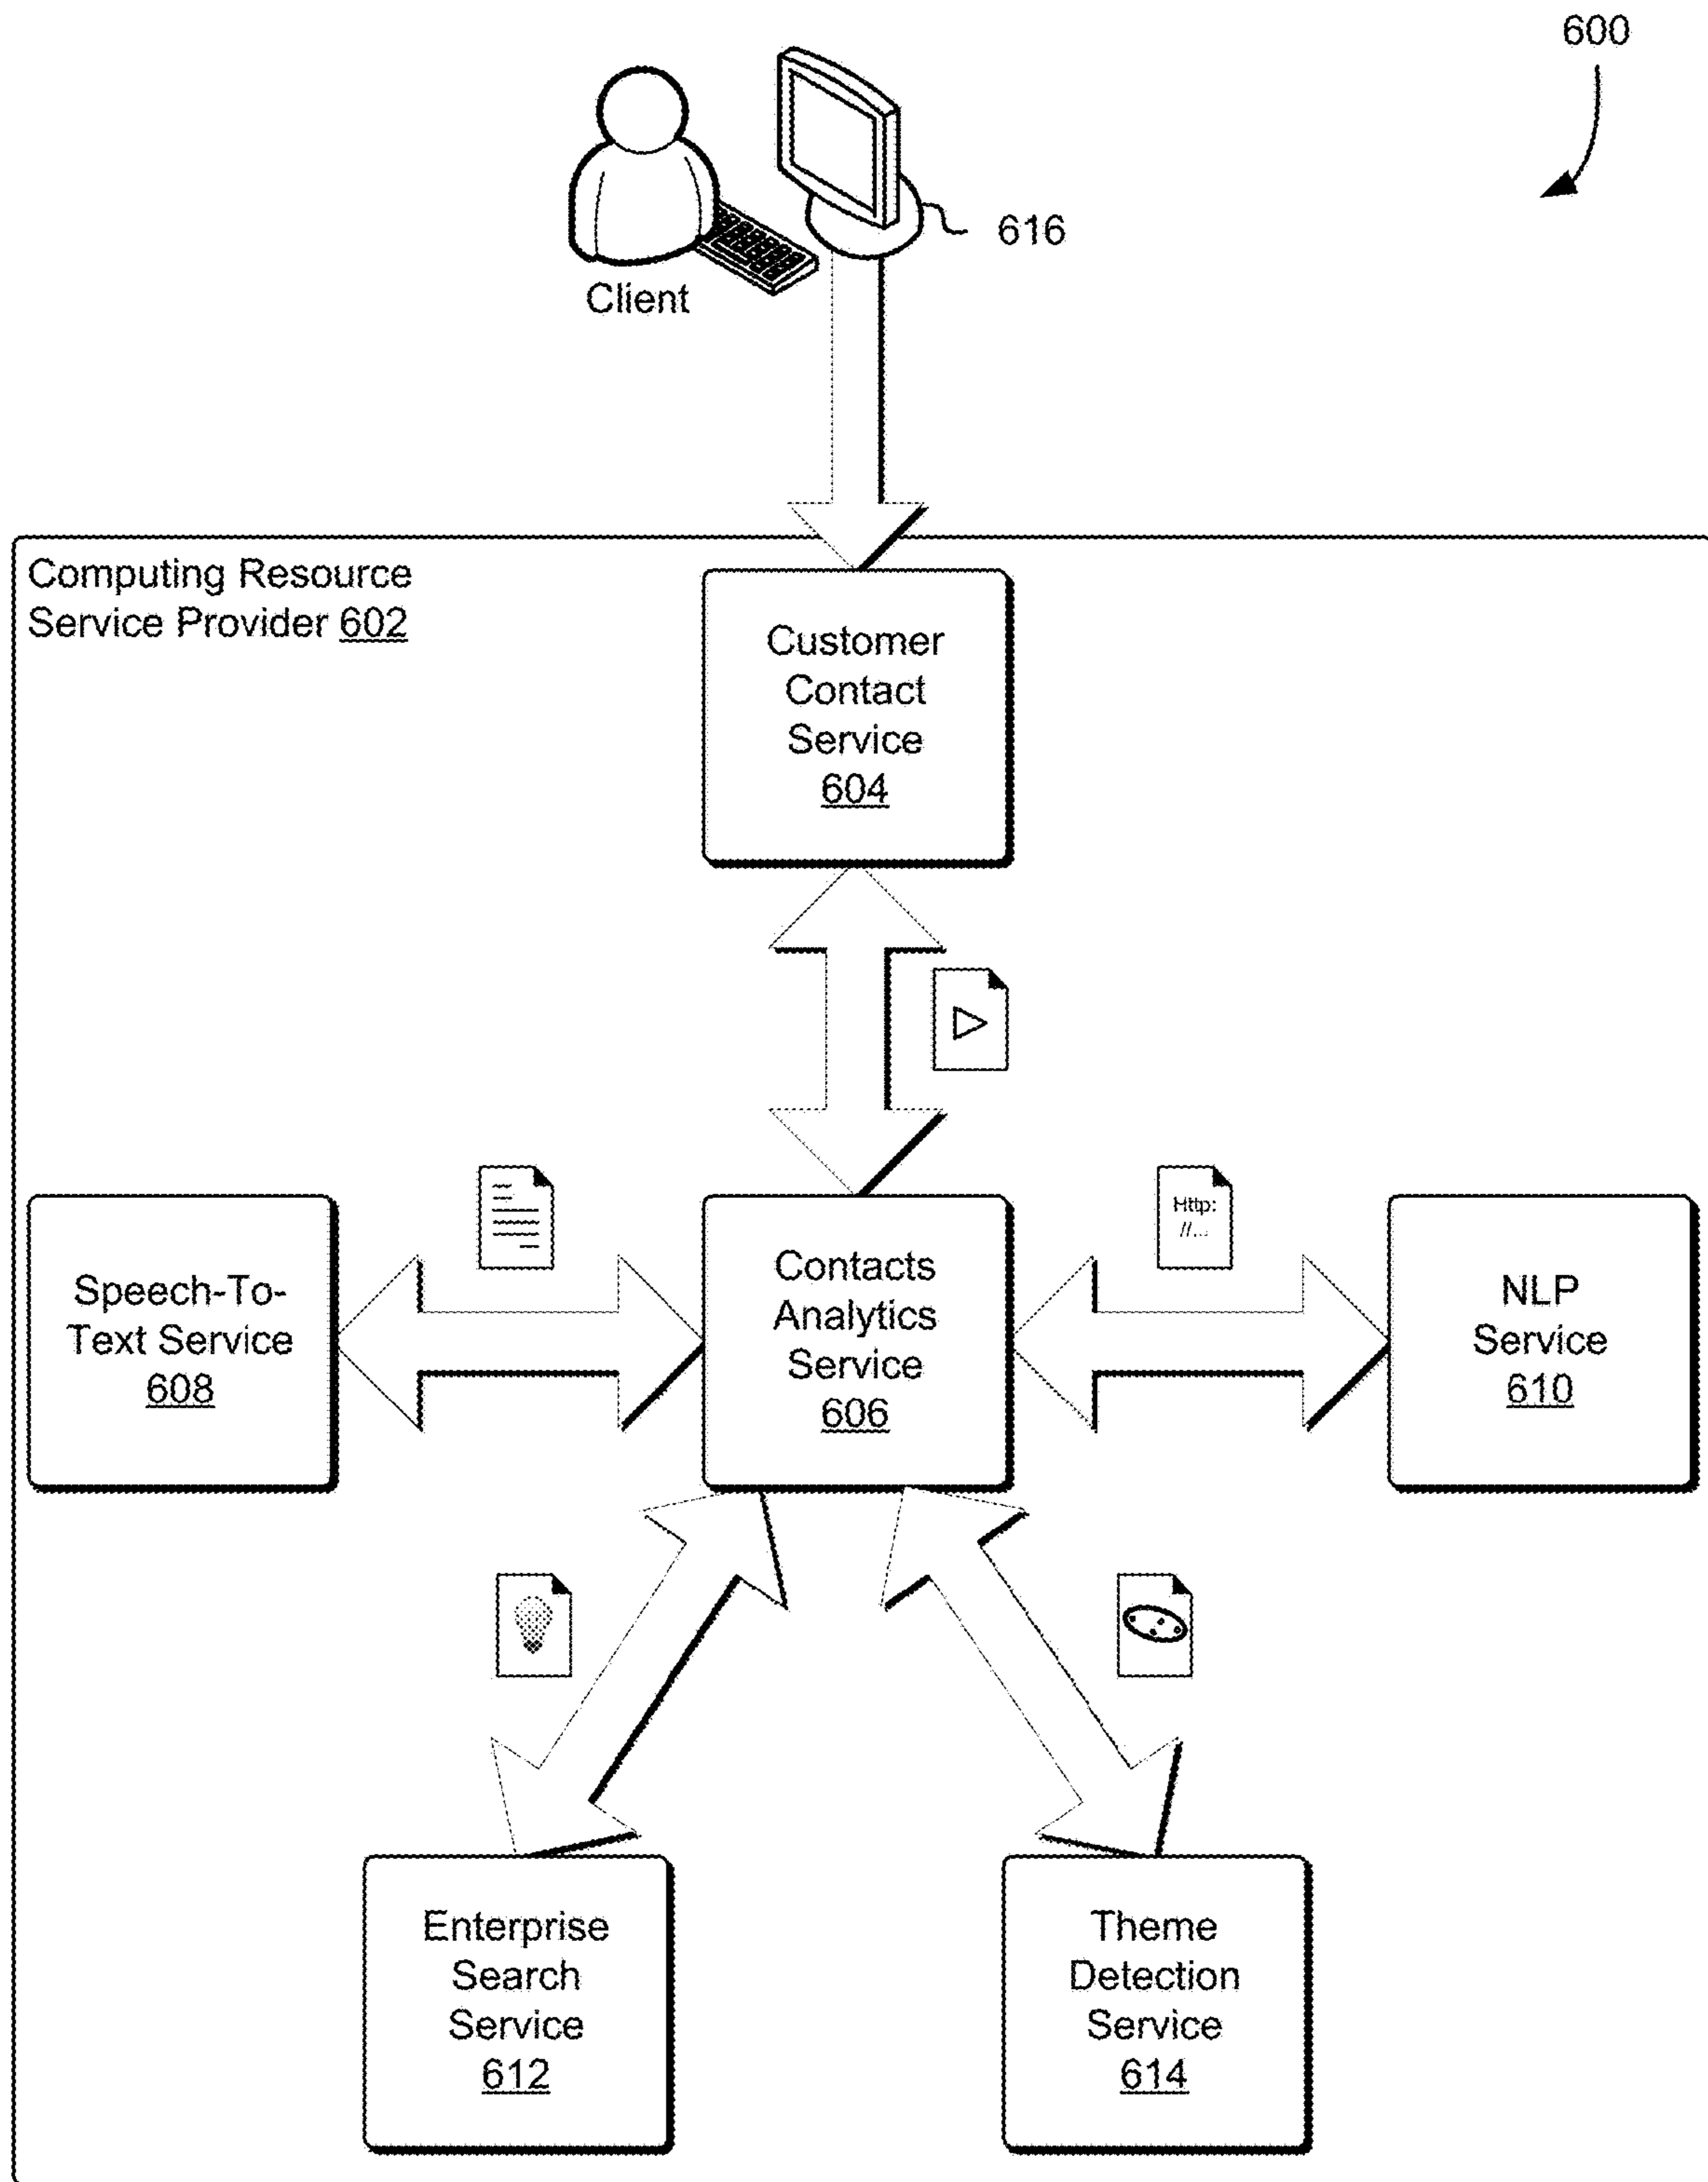 600
616
Client
Computing Resource
Service Provider 602
Customer
Contact
Service
604
Http:
//...
Speech-To-
Text Service
608
Contacts
Analytics
Service
606
NLP
Service
610
Enterprise
Search
Service
612
Theme
Detection
Service
614